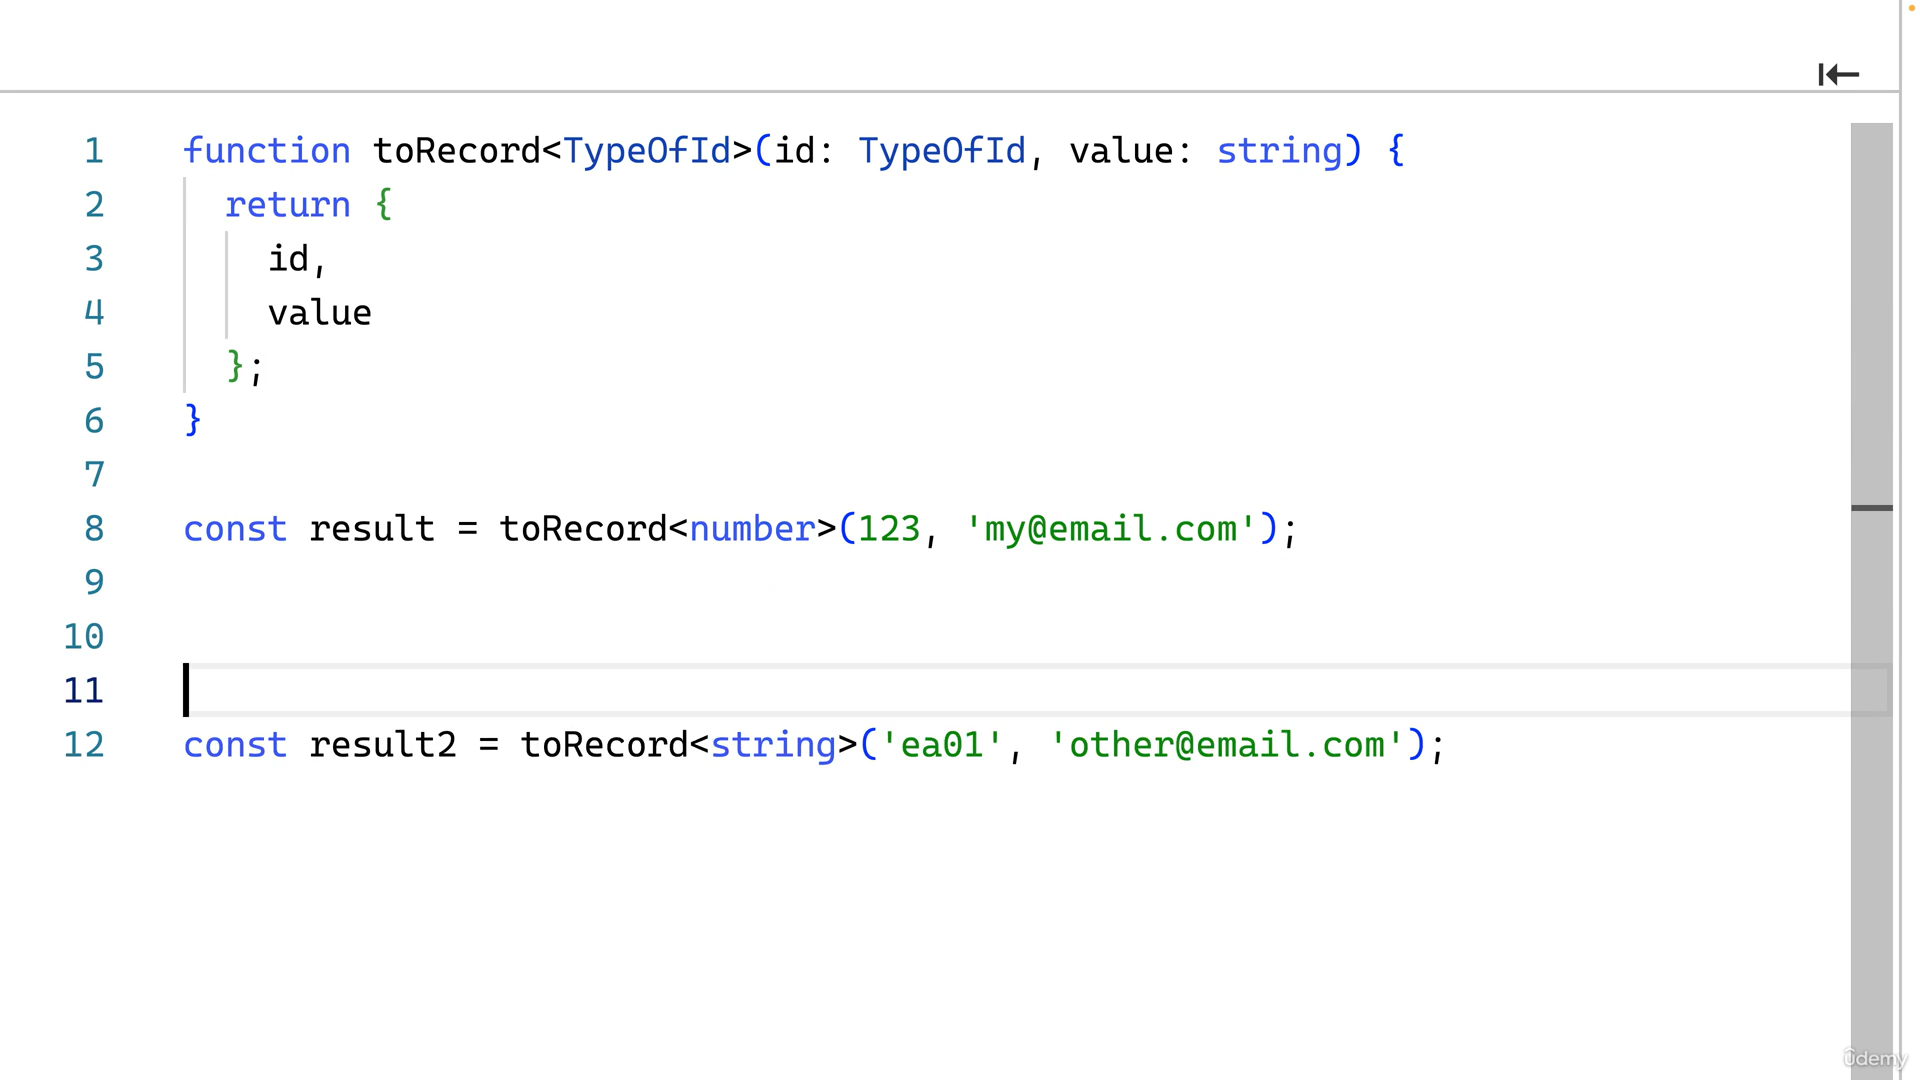 1 function toRecord<TypeOfId>(id: TypeOfId, value: string) {
2 return {
3 id,
4 value
5 };
6 }
7
8 const result = toRecord<number>(123, 'my@email.com');
9
10
11
12 const result2 = toRecord<string>('ea01', 'other@email.com');
ûdemy